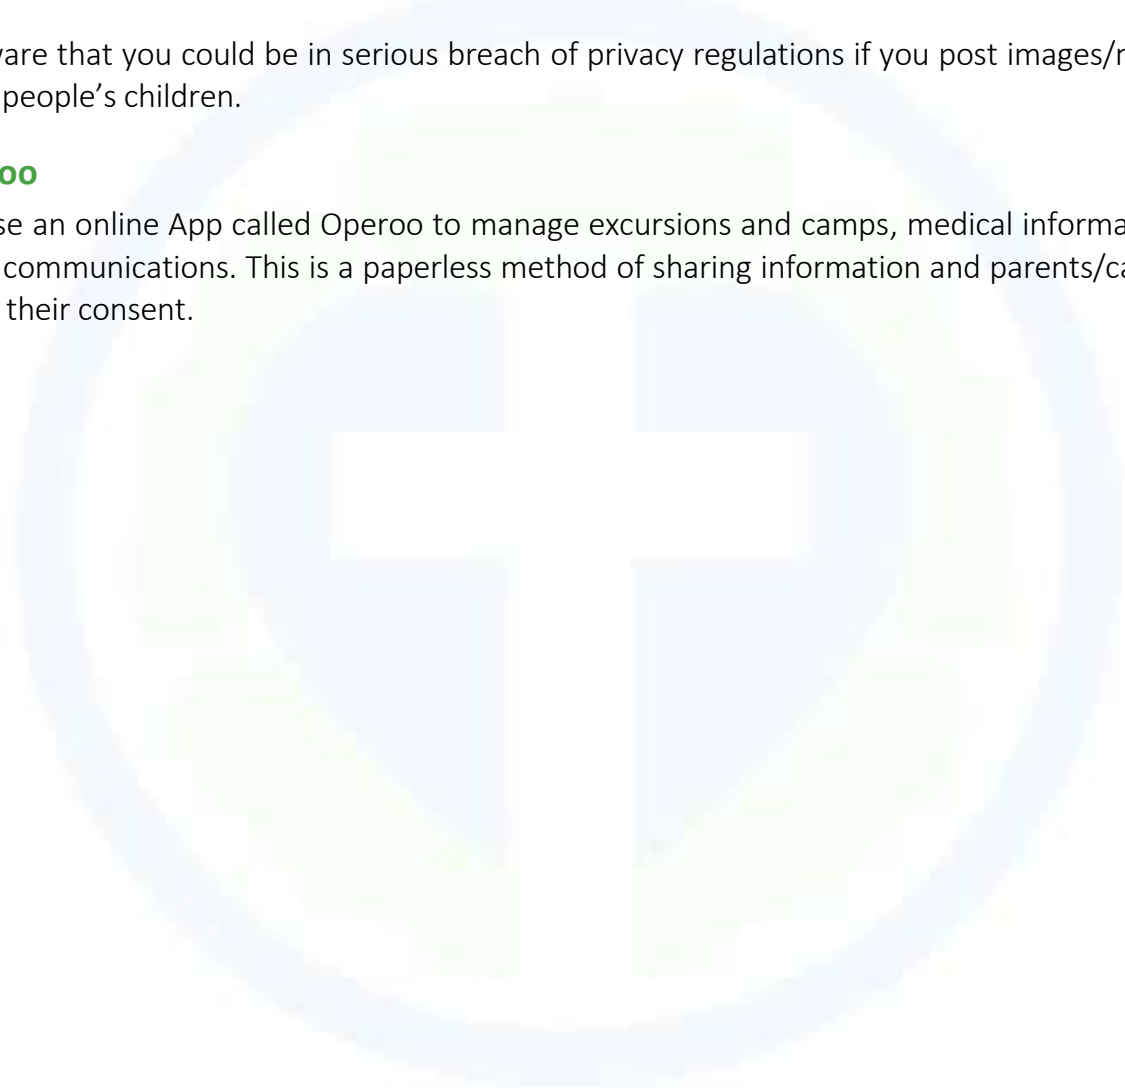 ware that you could be in serious breach of privacy regulations if you post images/
people's children.
oo
se an online App called Operoo to manage excursions and camps, medical informa
communications. This is a paperless method of sharing information and parents/ca
their consent.